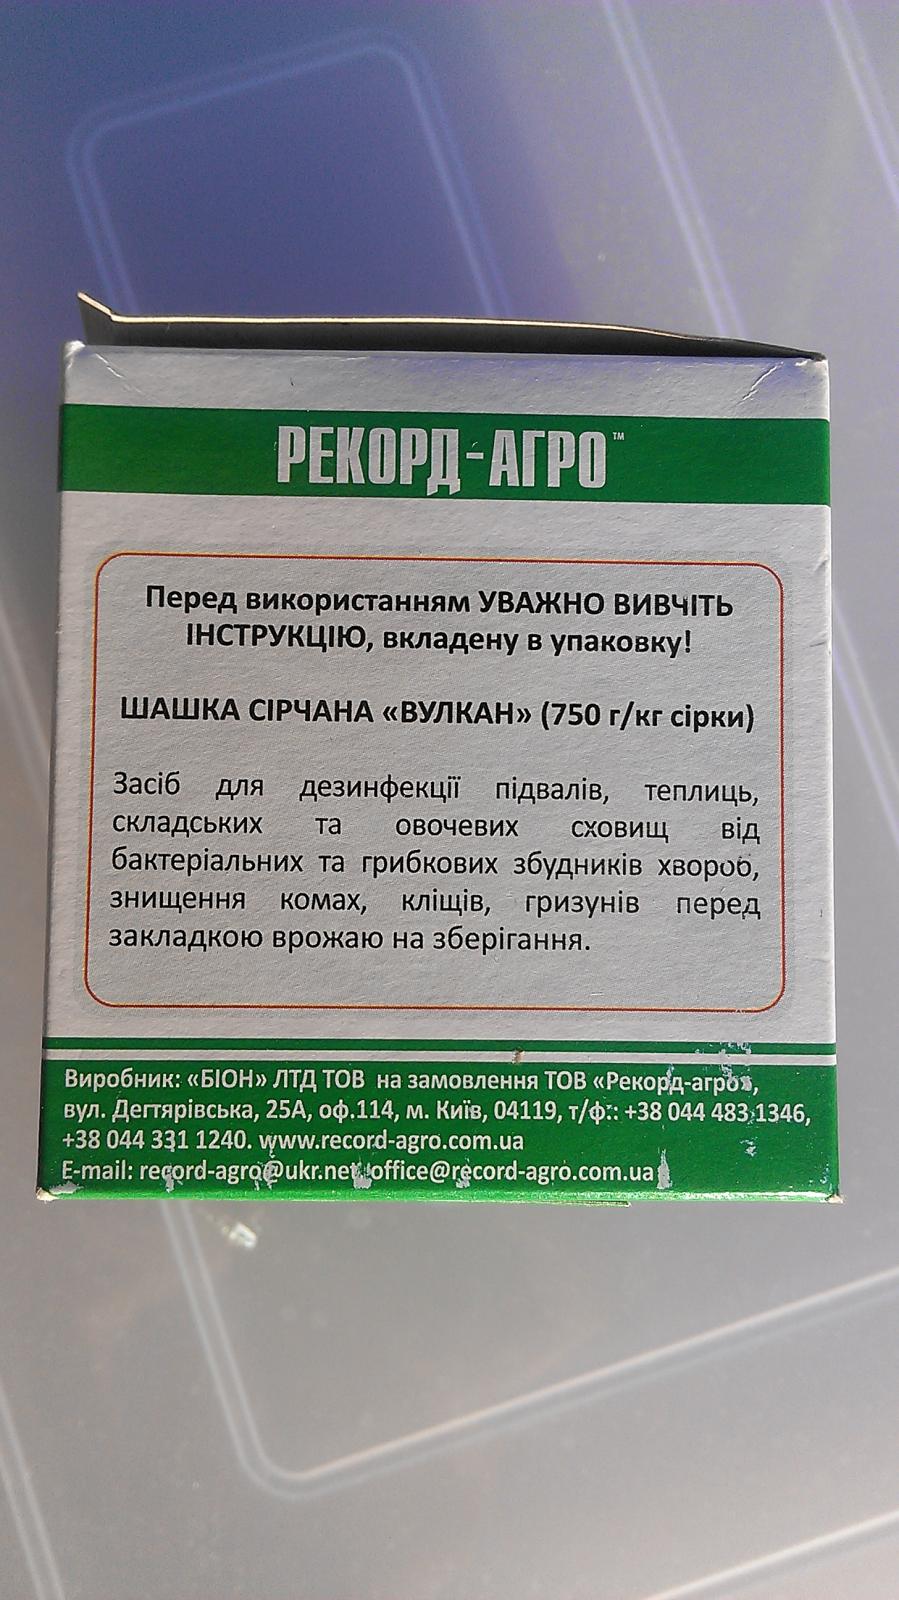 РЕКОРД-АГРО™
Перед використанням УВАЖНО ВИВЧІТЬ
ІНСТРУКЦІЮ, вкладену в упаковку!
ШАШКА СІРЧАНА «ВУЛКАН» (750 г/кг сірки)
Засіб для дезинфекції підвалів, теплиць,
складських та овочевих сховищ від
бактеріальних та грибкових збудників хвороб,
знищення комах, кліщів, гризунів перед
закладкою врожаю на зберігання.
Виробник: «БІОН» ЛТД ТОВ на замовлення ТОВ «Рекорд-агро»,
вул. Дегтярівська, 25А, оф.114, м. Київ, 04119, т/ф.: +38 044 483 1346,
+38 044 331 1240. www.record-agro.com.ua
E-mail: record-agro@ukr.net, office@record-agro.com.ua